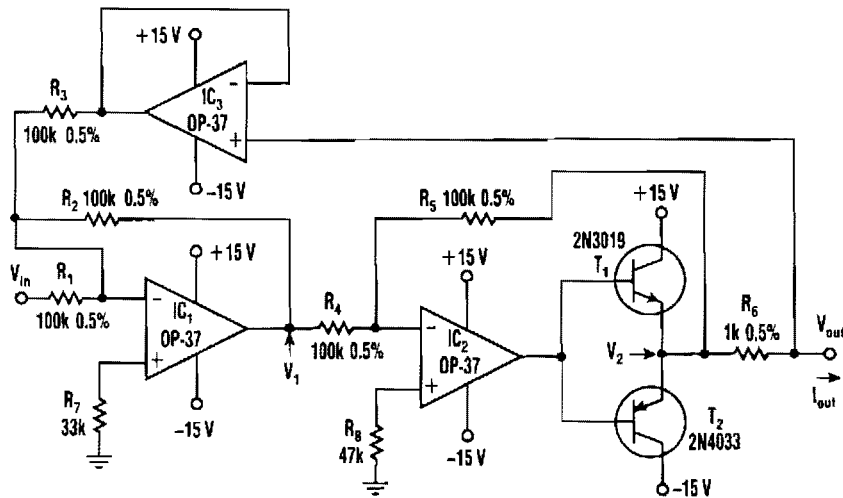 +15 V
R3
100k 0.5%
IC3
OP-37
-15 V
R2 100k 0.5%
R5 100k 0.5%
+15 V
2N3019
T1
Vin
R1
100k 0.5%
+15 V
IC1
OP-37
-15 V
R7
33k
V1
R4
100k 0.5%
+15 V
IC2
OP-37
-15 V
R8
47k
V2
R6
1k 0.5%
Vout
Iout
T2
2N4033
-15 V